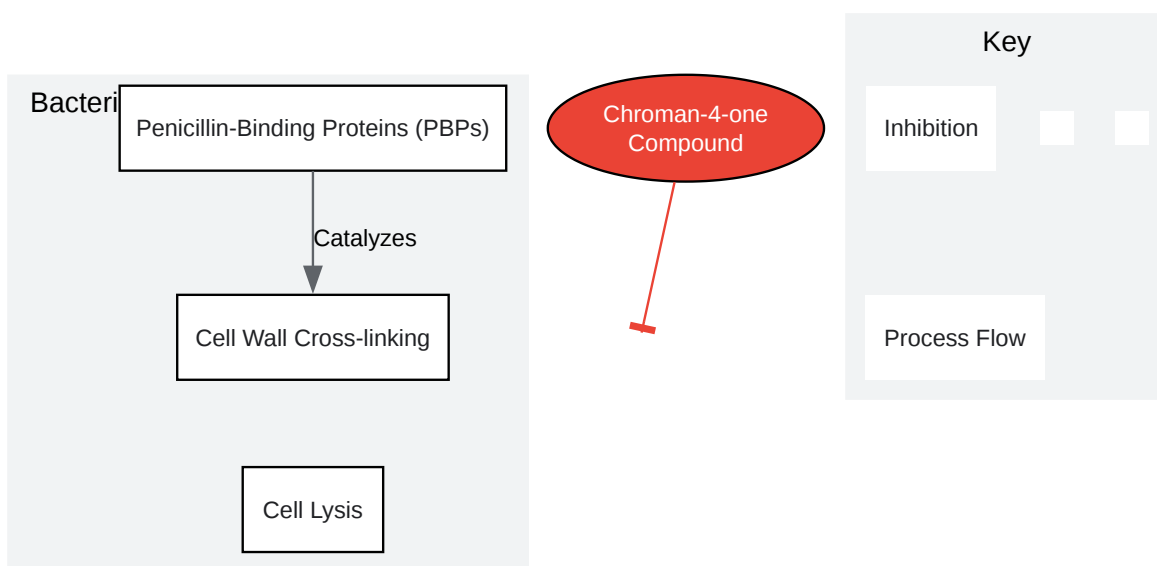 Key
Bacteri
Penicillin-Binding Proteins (PBPs)
Chroman-4-one
Compound
Inhibition
Catalyzes
Cell Wall Cross-linking
Process Flow
Cell Lysis